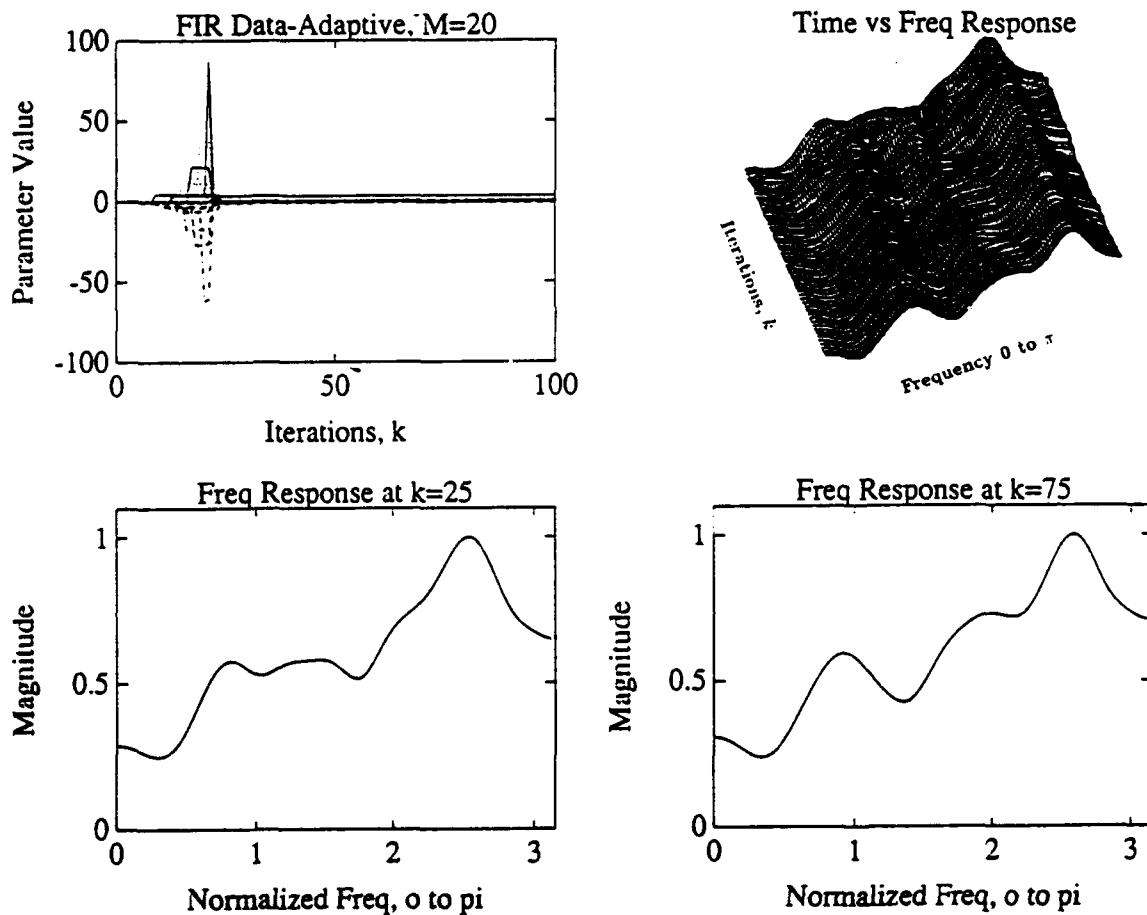 FIR Data-Adaptive, M=20
100
50
0
-50
-100
Parameter Value
0
50
100
Iterations, k
Time vs Freq Response
Iterations, k
Frequency 0 to π
Freq Response at k=25
1
0.5
0
Magnitude
0
1
2
3
Normalized Freq, o to pi
Freq Response at k=75
1
0.5
0
Magnitude
0
1
2
3
Normalized Freq, o to pi